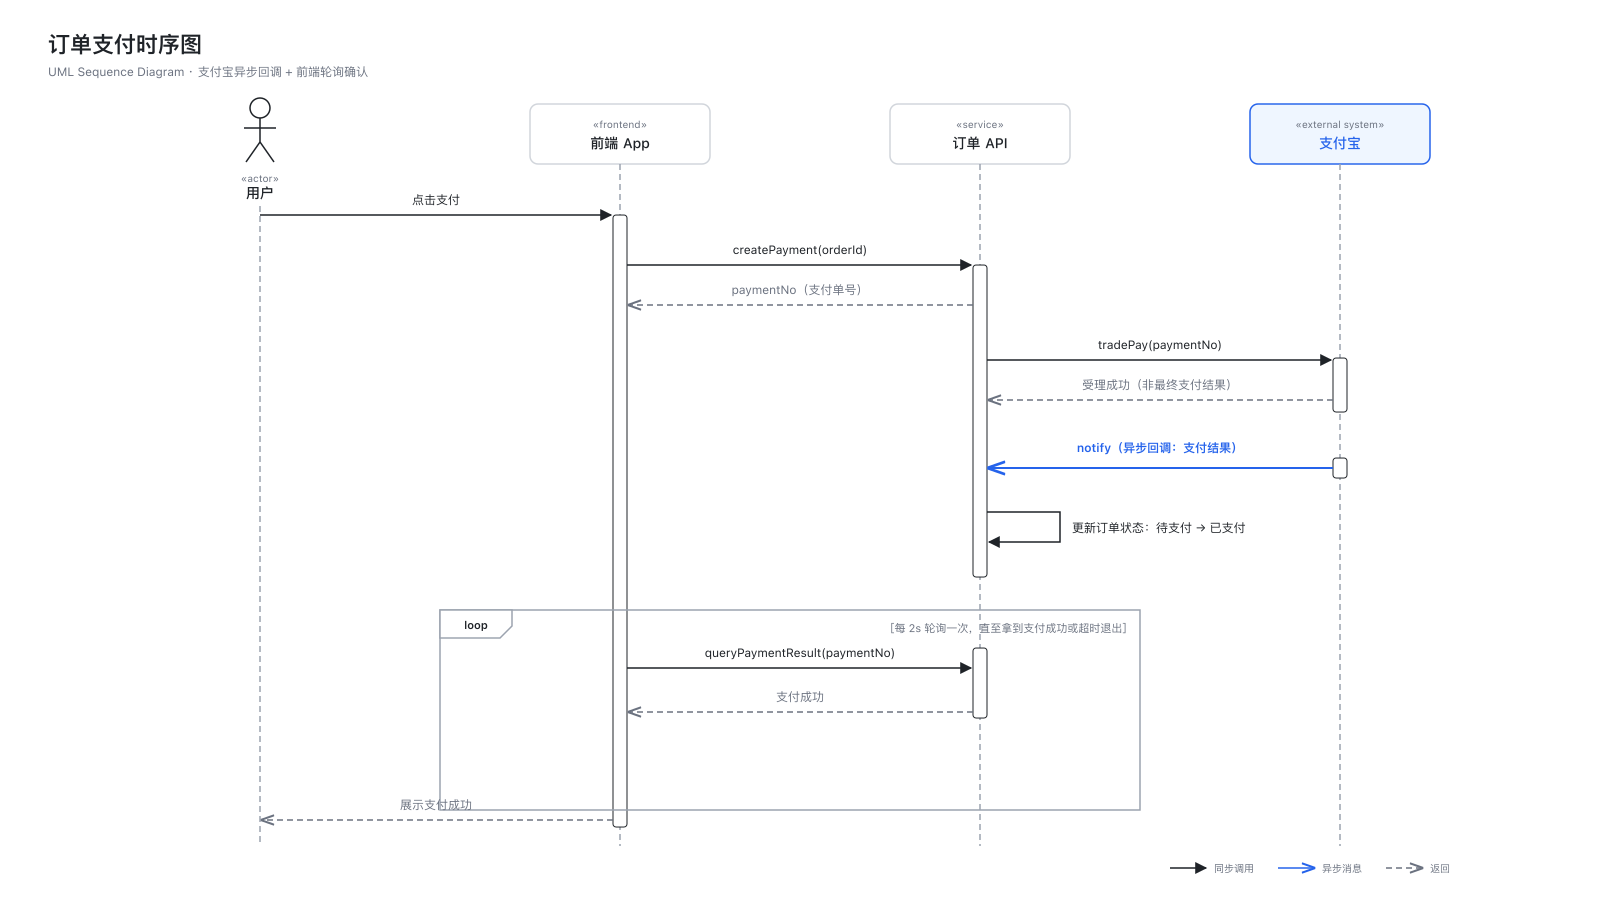 订单支付时序图
UML Sequence Diagram · 支付宝异步回调 + 前端轮询确认
«actor»
用户
«frontend»
前端 App
«service»
订单 API
«external system»
支付宝
点击支付
createPayment(orderId)
paymentNo（支付单号）
tradePay(paymentNo)
受理成功（非最终支付结果）
notify（异步回调：支付结果）
更新订单状态：待支付 → 已支付
loop
［每 2s 轮询一次，直至拿到支付成功或超时退出］
queryPaymentResult(paymentNo)
支付成功
展示支付成功
同步调用
异步消息
返回